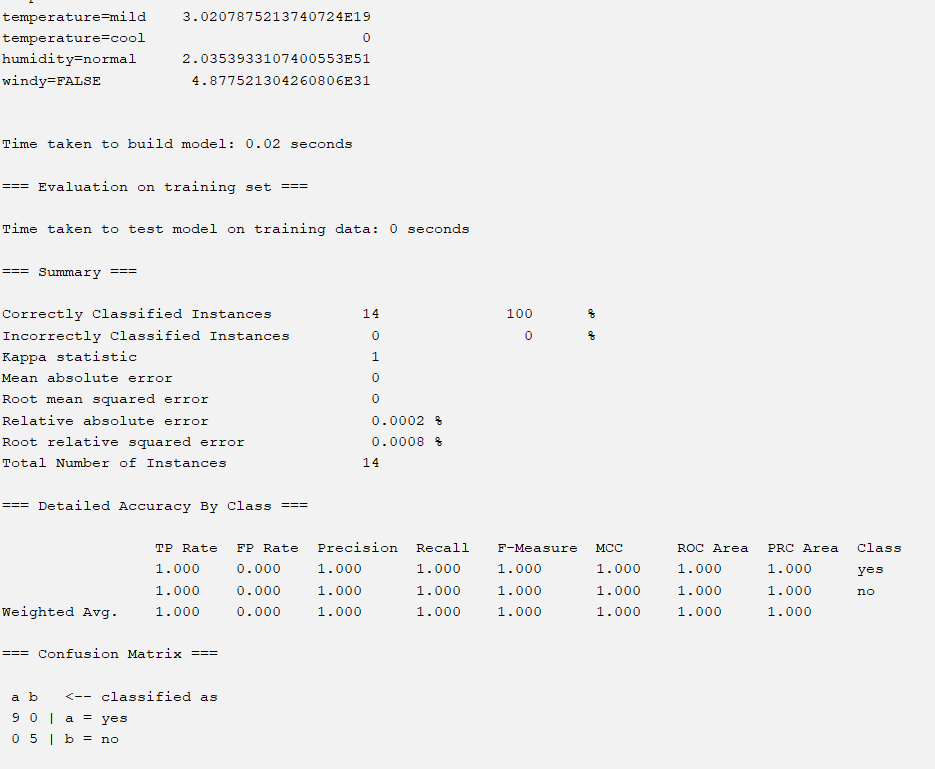 temperature=mild    3.0207875213740724E19
temperature=cool                        0
humidity=normal     2.0353933107400553E51
windy=FALSE          4.877521304260806E31
Time taken to build model: 0.02 seconds
=== Evaluation on training set ===
Time taken to test model on training data: 0 seconds
=== Summary ===
Correctly Classified Instances          14              100      %
Incorrectly Classified Instances         0                0      %
Kappa statistic                          1
Mean absolute error                      0
Root mean squared error                  0
Relative absolute error                  0.0002 %
Root relative squared error              0.0008 %
Total Number of Instances               14
=== Detailed Accuracy By Class ===
                 TP Rate  FP Rate  Precision  Recall   F-Measure  MCC      ROC Area  PRC Area  Class
                 1.000    0.000    1.000      1.000    1.000      1.000    1.000     1.000     yes
                 1.000    0.000    1.000      1.000    1.000      1.000    1.000     1.000     no
Weighted Avg.    1.000    0.000    1.000      1.000    1.000      1.000    1.000     1.000
=== Confusion Matrix ===
 a b   <-- classified as
 9 0 | a = yes
 0 5 | b = no